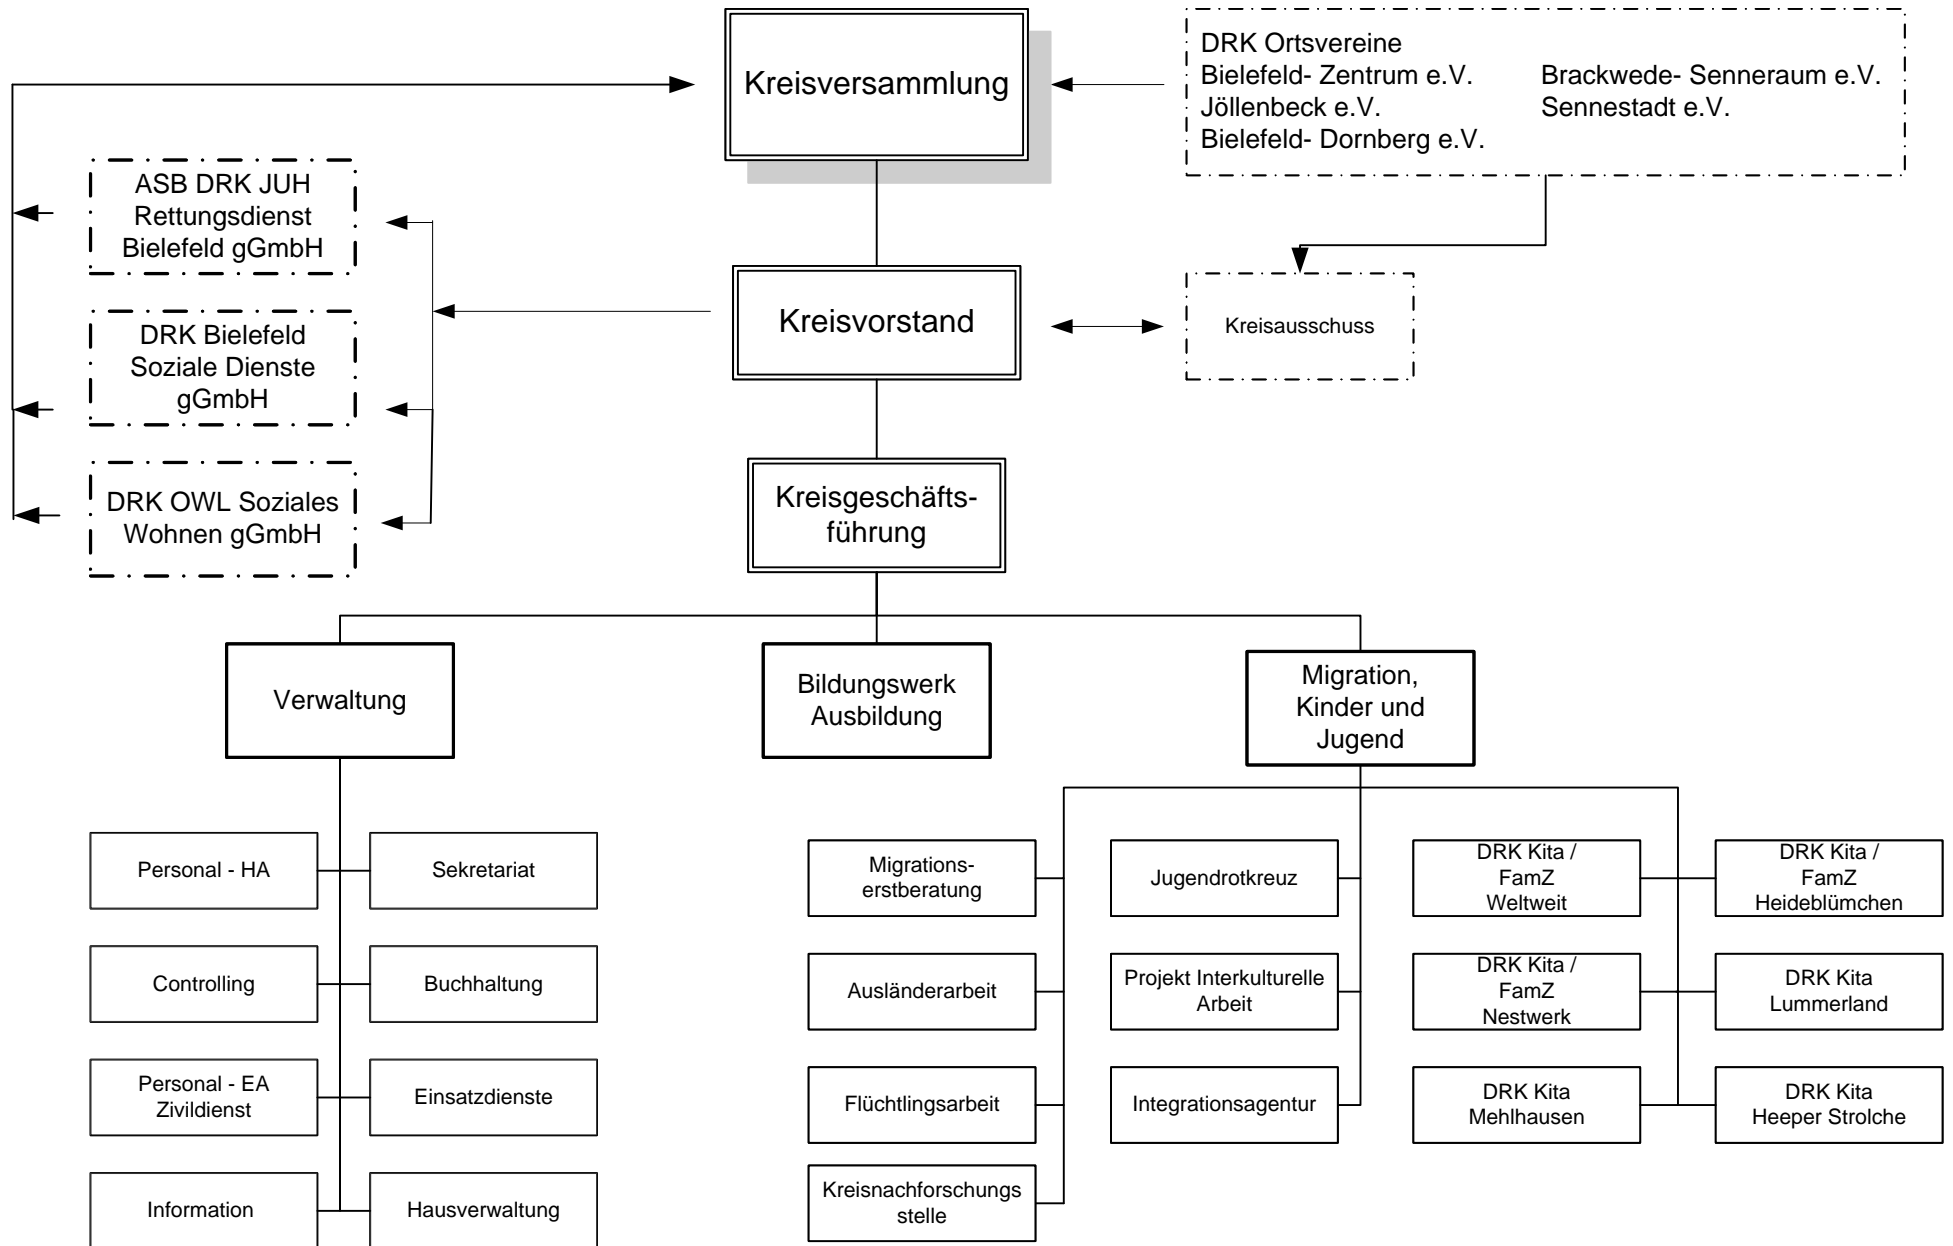 Kreisversammlung
DRK Ortsvereine
Bielefeld- Zentrum e.V. Brackwede- Senneraum e.V.
Jöllenbeck e.V. Sennestadt e.V.
Bielefeld- Dornberg e.V.
ASB DRK JUH
Rettungsdienst
Bielefeld gGmbH
Kreisvorstand
Kreisausschuss
DRK Bielefeld
Soziale Dienste
gGmbH
DRK OWL Soziales
Wohnen gGmbH
Kreisgeschäfts-
führung
Verwaltung
Bildungswerk
Ausbildung
Migration,
Kinder und
Jugend
Personal - HA
Sekretariat
Controlling
Buchhaltung
Personal - EA
Zivildienst
Einsatzdienste
Information
Hausverwaltung
Migrations-
erstberatung
Ausländerarbeit
Flüchtlingsarbeit
Kreisnachforschungs
stelle
Jugendrotkreuz
Projekt Interkulturelle
Arbeit
Integrationsagentur
DRK Kita /
FamZ
Weltweit
DRK Kita /
FamZ
Heideblümchen
DRK Kita /
FamZ
Nestwerk
DRK Kita
Lummerland
DRK Kita
Mehlhausen
DRK Kita
Heeper Strolche